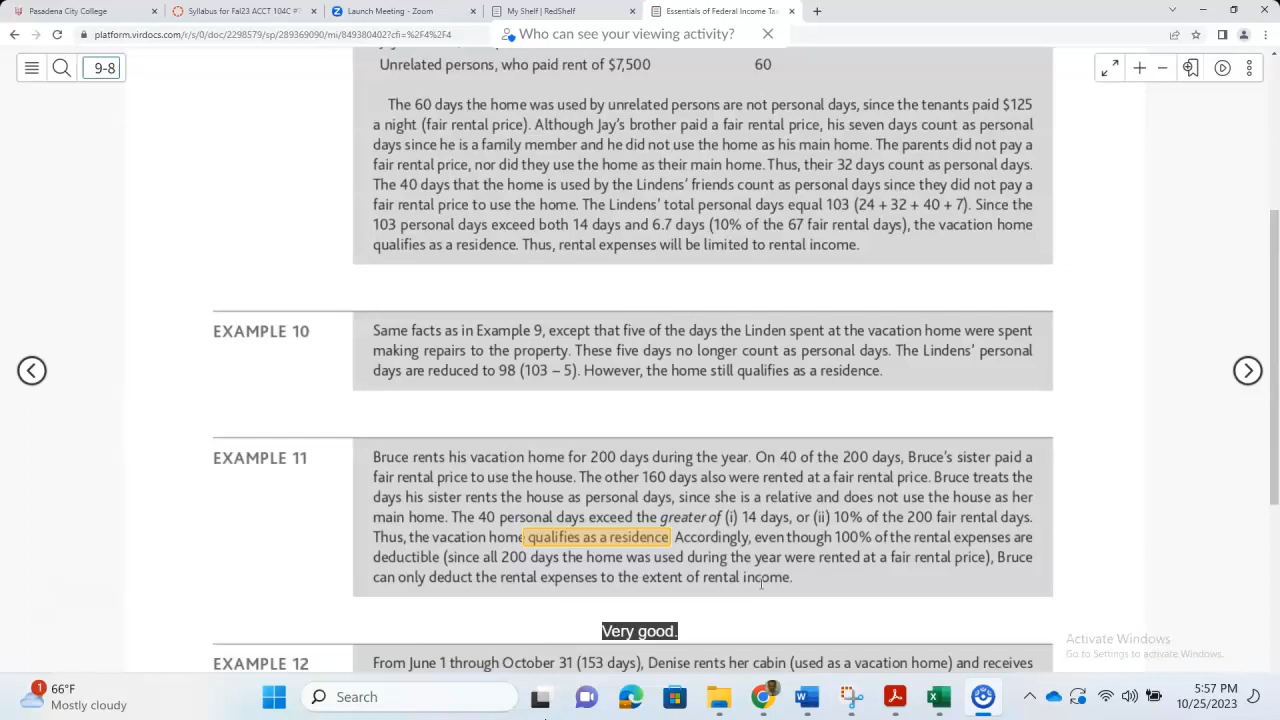 Pasadena City College
Syllabus for Fal23 ACCT 104C #
Launch Meeting - Zoom
My Shelf | RedShelf
Essentials of Federal Income Tax
platform.virdocs.com/r/s/0/doc/2298579/sp/289369090/mi/849380402?cfi=%2F4%2F4
Who can see your viewing activity?
9-8
Unrelated persons, who paid rent of $7,500 60
The 60 days the home was used by unrelated persons are not personal days, since the tenants paid $125
a night (fair rental price). Although Jay's brother paid a fair rental price, his seven days count as personal
days since he is a family member and he did not use the home as his main home. The parents did not pay a
fair rental price, nor did they use the home as their main home. Thus, their 32 days count as personal days.
The 40 days that the home is used by the Lindens' friends count as personal days since they did not pay a
fair rental price to use the home. The Lindens' total personal days equal 103 (24 + 32 + 40 + 7). Since the
103 personal days exceed both 14 days and 6.7 days (10% of the 67 fair rental days), the vacation home
qualifies as a residence. Thus, rental expenses will be limited to rental income.
EXAMPLE 10
Same facts as in Example 9, except that five of the days the Linden spent at the vacation home were spent
making repairs to the property. These five days no longer count as personal days. The Lindens' personal
days are reduced to 98 (103 – 5). However, the home still qualifies as a residence.
EXAMPLE 11
Bruce rents his vacation home for 200 days during the year. On 40 of the 200 days, Bruce's sister paid a
fair rental price to use the house. The other 160 days also were rented at a fair rental price. Bruce treats the
days his sister rents the house as personal days, since she is a relative and does not use the house as her
main home. The 40 personal days exceed the greater of (i) 14 days, or (ii) 10% of the 200 fair rental days.
Thus, the vacation home qualifies as a residence. Accordingly, even though 100% of the rental expenses are
deductible (since all 200 days the home was used during the year were rented at a fair rental price), Bruce
can only deduct the rental expenses to the extent of rental income.
Very good.
Activate Windows
Go to Settings to activate Windows.
EXAMPLE 12
From June 1 through October 31 (153 days), Denise rents her cabin (used as a vacation home) and receives
1
66°F
Mostly cloudy
Search
5:57 PM
10/25/2023